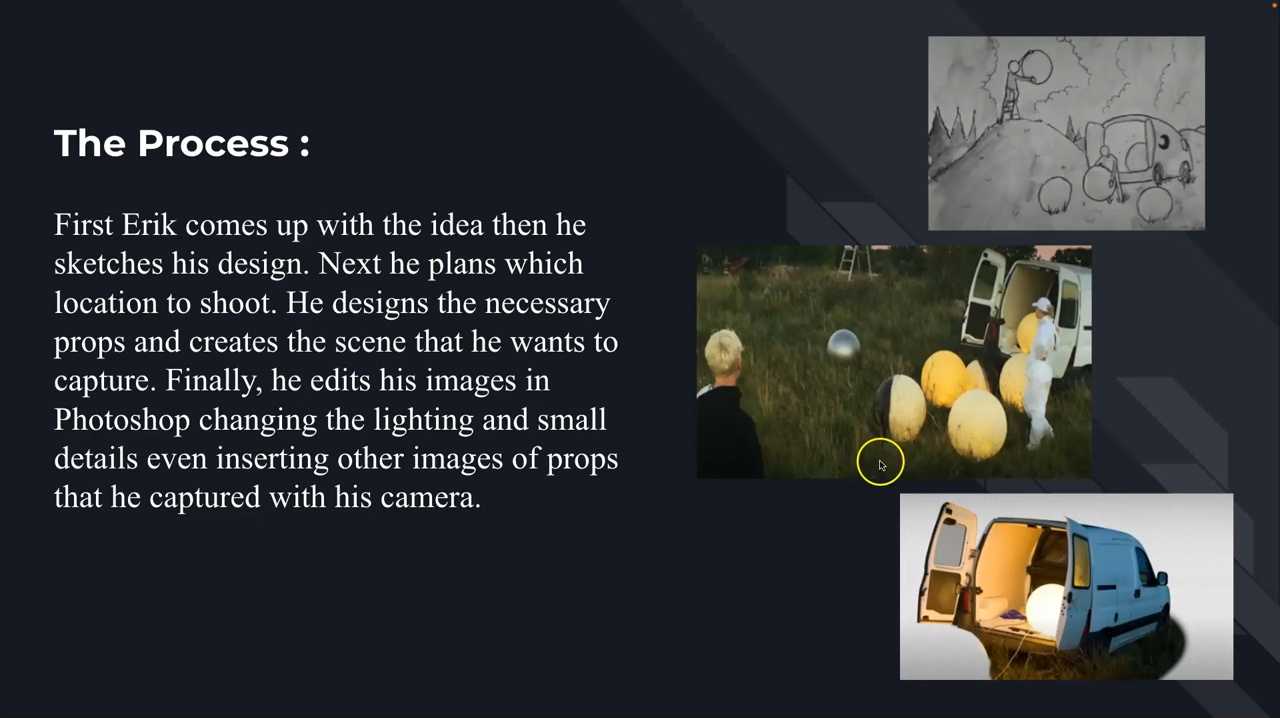 The Process :
First Erik comes up with the idea then he
sketches his design. Next he plans which
location to shoot. He designs the necessary
props and creates the scene that he wants to
capture. Finally, he edits his images in
Photoshop changing the lighting and small
details even inserting other images of props
that he captured with his camera.